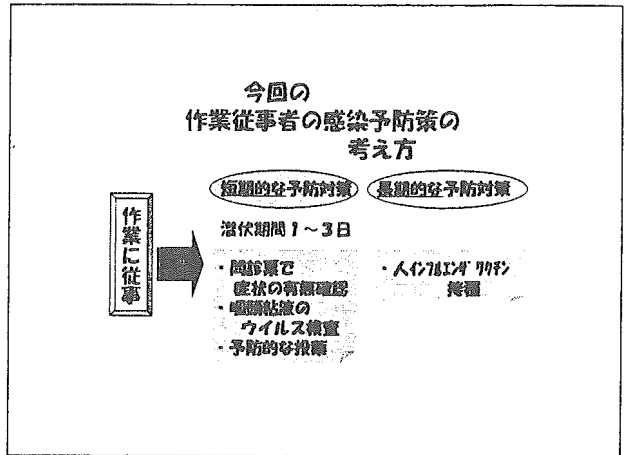 今回の
作業従事者の感染予防策の
考え方
作業に従事
短期的な予防対策
潜伏期間1~3日
・問診票で
症状の有無確認
・咽頭粘液の
ウイルス検査
・予防的な投薬
長期的な予防対策
・人インフルエンザワクチン
接種